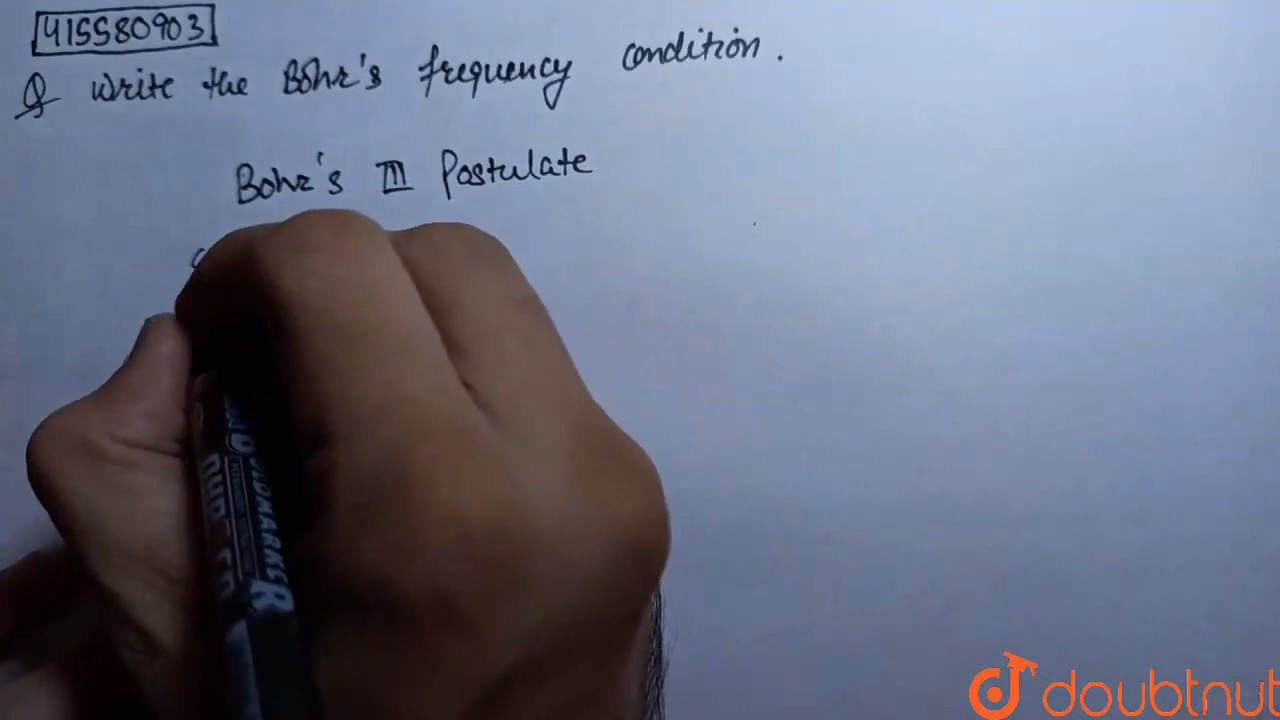 415580903
Q Write the Bohr's frequency condition.
Bohr's III Postulate
doubtnut